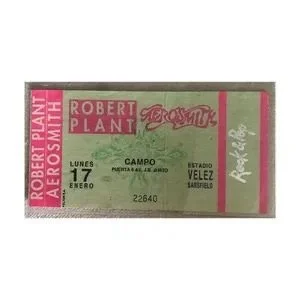 ROBERT PLANT
AEROSMITH
ROBERT
PLANT
AEROSMITH
LUNES
17
ENERO
CAMPO
ESTADIO
VELEZ
SARSFIELD
22640
Rock & Pop